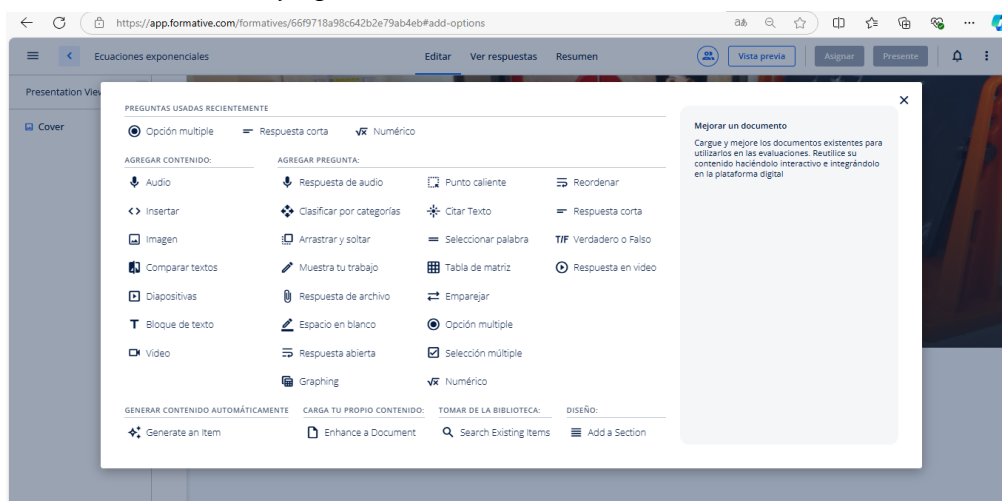 https://app.formative.com/formatives/66f9718a98c642b2e79ab4eb#add-options
Ecuaciones exponenciales
Editar Ver respuestas Resumen
Vista previa Asignar Presente
Presentation View
Cover
PREGUNTAS USADAS RECIENTEMENTE
Opción multiple Respuesta corta Numérico
AGREGAR CONTENIDO: AGREGAR PREGUNTA:
Audio Respuesta de audio Punto caliente Reordenar
Insertar Clasificar por categorías Citar Texto Respuesta corta
Imagen Arrastrar y soltar Seleccionar palabra T/F Verdadero o Falso
Comparar textos Muestra tu trabajo Tabla de matriz Respuesta en video
Diapositivas Respuesta de archivo Emparejar
Bloque de texto Espacio en blanco Opción multiple
Video Respuesta abierta Selección múltiple
Graphing Numérico
GENERAR CONTENIDO AUTOMÁTICAMENTE CARGA TU PROPIO CONTENIDO: TOMAR DE LA BIBLIOTECA: DISEÑO:
Generate an Item Enhance a Document Search Existing Items Add a Section
Mejorar un documento
Cargue y mejore los documentos existentes para
utilizarlos en las evaluaciones. Reutilice su
contenido haciéndolo interactivo e integrándolo
en la plataforma digital